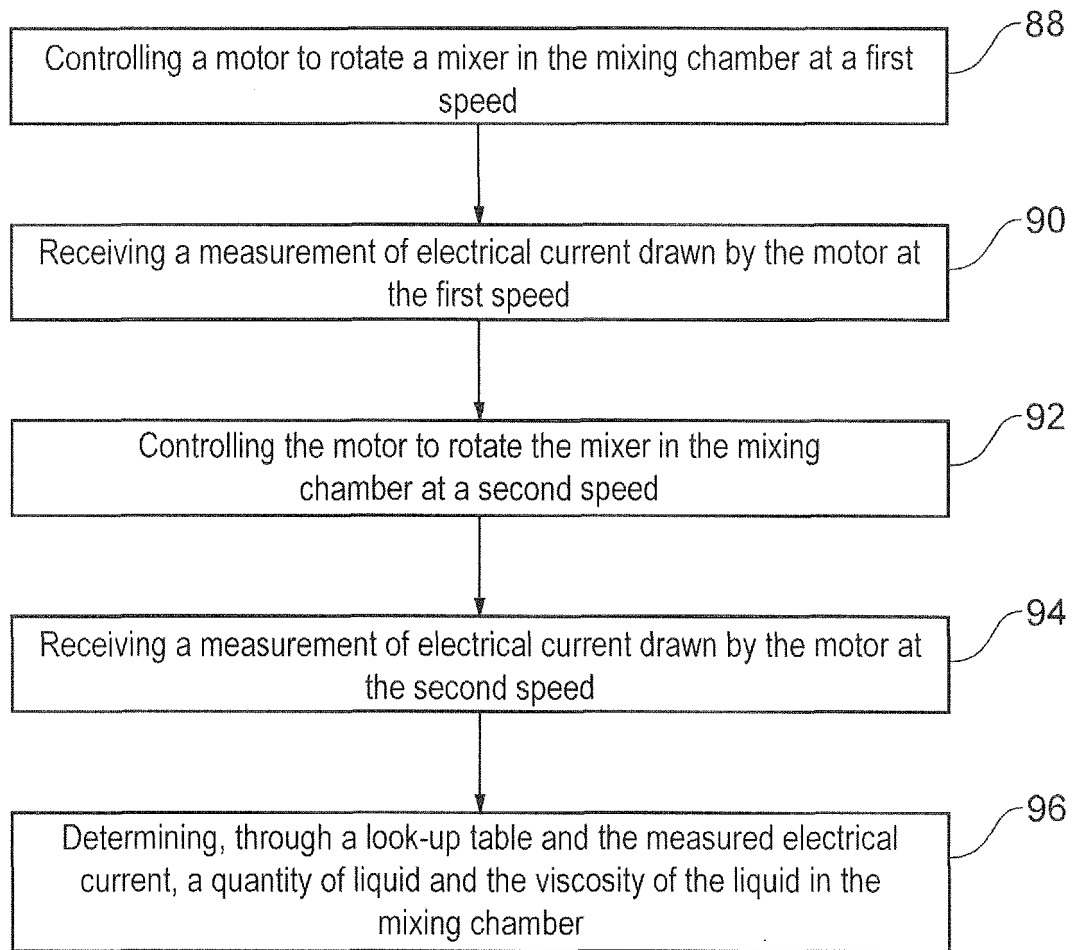 88
Controlling a motor to rotate a mixer in the mixing chamber at a first
speed
90
Receiving a measurement of electrical current drawn by the motor at
the first speed
92
Controlling the motor to rotate the mixer in the mixing
chamber at a second speed
94
Receiving a measurement of electrical current drawn by the motor at
the second speed
96
Determining, through a look-up table and the measured electrical
current, a quantity of liquid and the viscosity of the liquid in the
mixing chamber